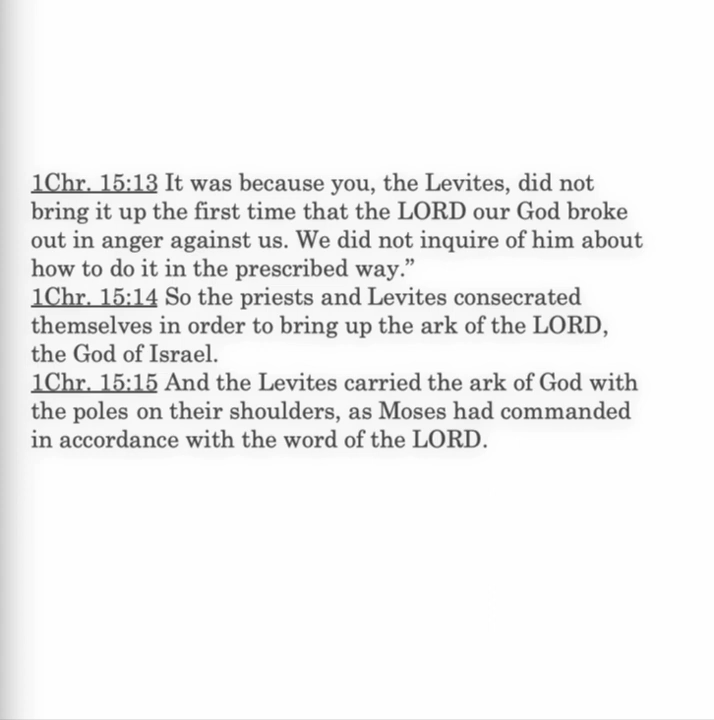 1Chr. 15:13 It was because you, the Levites, did not
bring it up the first time that the LORD our God broke
out in anger against us. We did not inquire of him about
how to do it in the prescribed way.”
1Chr. 15:14 So the priests and Levites consecrated
themselves in order to bring up the ark of the LORD,
the God of Israel.
1Chr. 15:15 And the Levites carried the ark of God with
the poles on their shoulders, as Moses had commanded
in accordance with the word of the LORD.